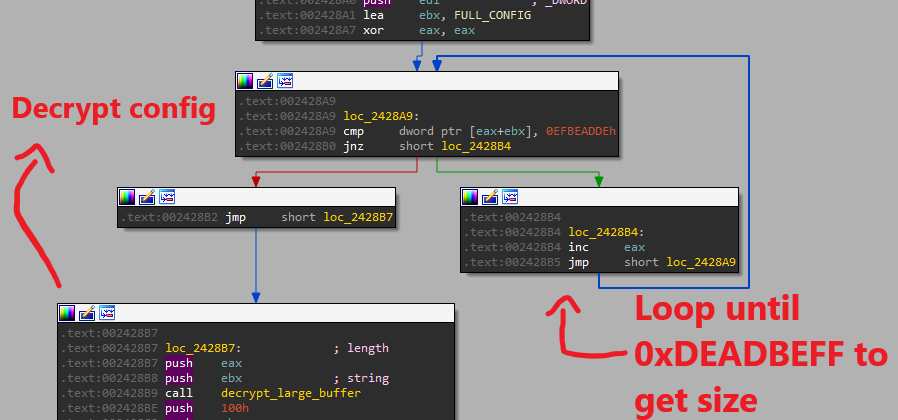 .text:002428A0 push edi ; _DWORD
.text:002428A1 lea ebx, FULL_CONFIG
.text:002428A7 xor eax, eax
Decrypt config
.text:002428A9
.text:002428A9 loc_2428A9:
.text:002428A9 cmp dword ptr [eax+ebx], 0EFBEADDEh
.text:002428B0 jnz short loc_2428B4
.text:002428B2 jmp short loc_2428B7
.text:002428B4
.text:002428B4 loc_2428B4:
.text:002428B4 inc eax
.text:002428B5 jmp short loc_2428A9
.text:002428B7
.text:002428B7 loc_2428B7: ; length
.text:002428B7 push eax
.text:002428B8 push ebx ; string
.text:002428B9 call decrypt_large_buffer
.text:002428BE push 100h
Loop until
0xDEADBEFF to
get size